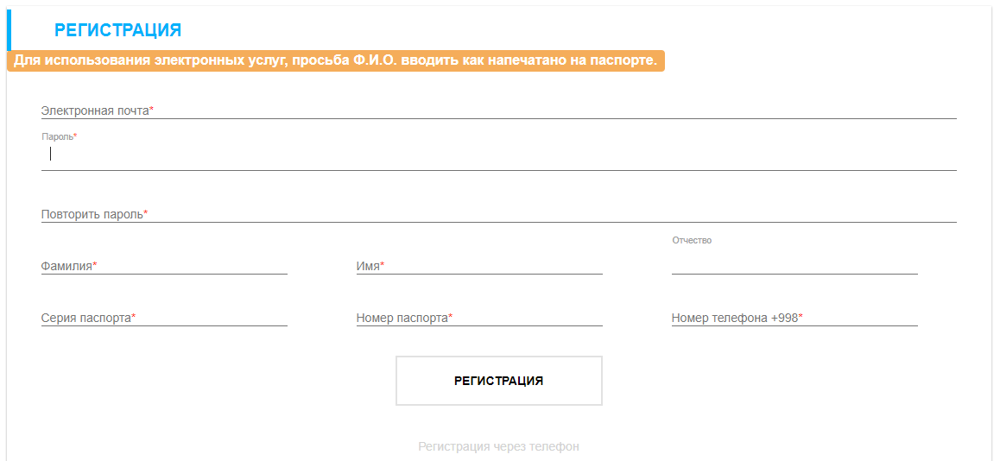 РЕГИСТРАЦИЯ
Для использования электронных услуг, просьба Ф.И.О. вводить как напечатано на паспорте.
Электронная почта*
Пароль*
Повторить пароль*
Отчество
Фамилия* Имя*
Серия паспорта* Номер паспорта* Номер телефона +998*
РЕГИСТРАЦИЯ
Регистрация через телефон